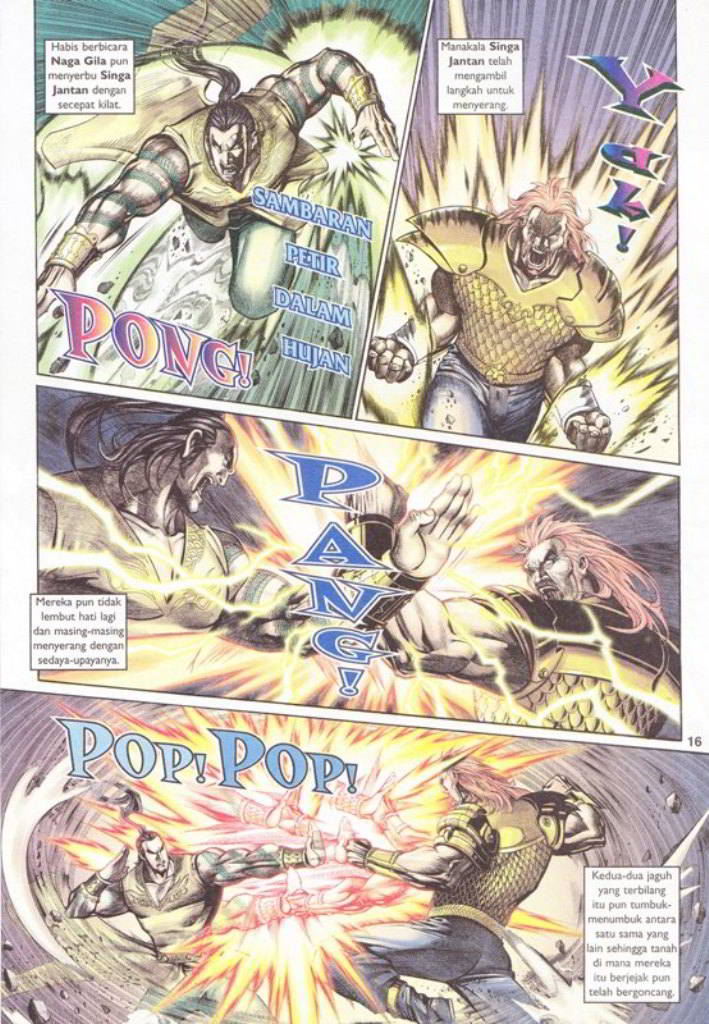 Habis berbicara
Naga Gila pun
menyerbu Singa
Jantan dengan
secepat kilat.
SAMBARAN
PETIR
DALAM
HUJAN
PONG!
Manakala Singa
Jantan telah
mengambil
langkah untuk
menyerang.
YAK!
PANG!
Mereka pun tidak
lembut hati lagi
dan masing-masing
menyerang dengan
sedaya-upayanya.
16
POP! POP!
Kedua-dua jaguh
yang terbilang
itu pun tumbuk-
menumbuk antara
satu sama yang
lain sehingga tanah
di mana mereka
itu berjejak pun
telah bergoncang.